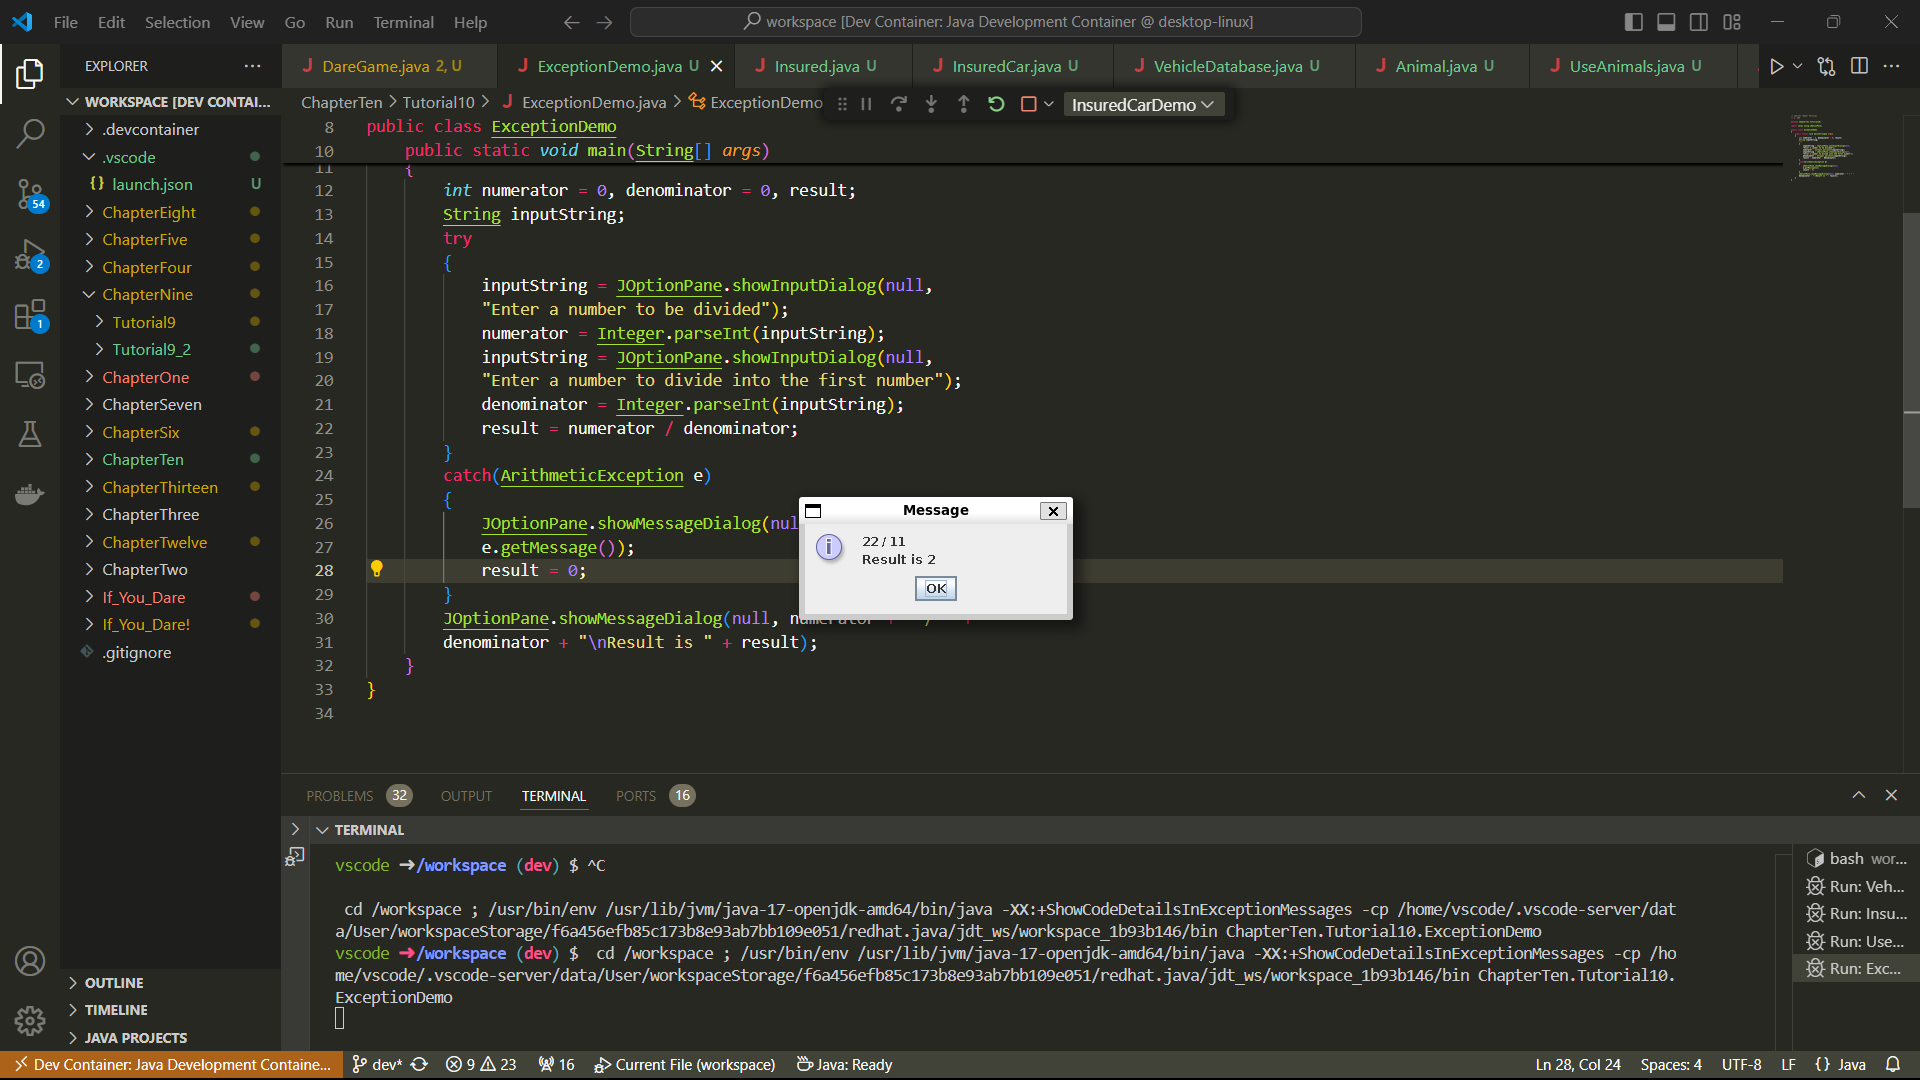 File Edit Selection View Go Run Terminal Help
workspace [Dev Container: Java Development Container @ desktop-linux]
EXPLORER
DareGame.java 2, U
ExceptionDemo.java U
Insured.java U
InsuredCar.java U
VehicleDatabase.java U
Animal.java U
UseAnimals.java U
WORKSPACE [DEV CONTAI...
.devcontainer
.vscode
launch.json U
ChapterEight
ChapterFive
ChapterFour
ChapterNine
Tutorial9
Tutorial9_2
ChapterOne
ChapterSeven
ChapterSix
ChapterTen
ChapterThirteen
ChapterThree
ChapterTwelve
ChapterTwo
If_You_Dare
If_You_Dare!
.gitignore
OUTLINE
TIMELINE
JAVA PROJECTS
54
2
1
ChapterTen > Tutorial10 > ExceptionDemo.java > ExceptionDemo
InsuredCarDemo
8 public class ExceptionDemo
10 public static void main(String[] args)
11 {
12 int numerator = 0, denominator = 0, result;
13 String inputString;
14 try
15 {
16 inputString = JOptionPane.showInputDialog(null,
17 "Enter a number to be divided");
18 numerator = Integer.parseInt(inputString);
19 inputString = JOptionPane.showInputDialog(null,
20 "Enter a number to divide into the first number");
21 denominator = Integer.parseInt(inputString);
22 result = numerator / denominator;
23 }
24 catch(ArithmeticException e)
25 {
26 JOptionPane.showMessageDialog(nul
27 e.getMessage());
28 result = 0;
29 }
30 JOptionPane.showMessageDialog(null,
31 denominator + "\nResult is " + result);
32 }
33 }
34
Message
22 / 11
Result is 2
OK
PROBLEMS 32 OUTPUT TERMINAL PORTS 16
TERMINAL
vscode ➜/workspace (dev) $ ^C
cd /workspace ; /usr/bin/env /usr/lib/jvm/java-17-openjdk-amd64/bin/java -XX:+ShowCodeDetailsInExceptionMessages -cp /home/vscode/.vscode-server/dat
a/User/workspaceStorage/f6a456efb85c173b8e93ab7bb109e051/redhat.java/jdt_ws/workspace_1b93b146/bin ChapterTen.Tutorial10.ExceptionDemo
vscode ➜/workspace (dev) $ cd /workspace ; /usr/bin/env /usr/lib/jvm/java-17-openjdk-amd64/bin/java -XX:+ShowCodeDetailsInExceptionMessages -cp /ho
me/vscode/.vscode-server/data/User/workspaceStorage/f6a456efb85c173b8e93ab7bb109e051/redhat.java/jdt_ws/workspace_1b93b146/bin ChapterTen.Tutorial10.
ExceptionDemo
bash wor...
Run: Veh...
Run: Insu...
Run: Use...
Run: Exc...
Dev Container: Java Development Containe... dev* 9 23 16 Current File (workspace) Java: Ready Ln 28, Col 24 Spaces: 4 UTF-8 LF {} Java